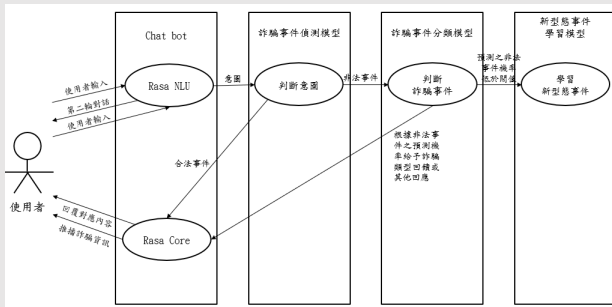 Chat bot
詐騙事件偵測模型
詐騙事件分類模型
新型態事件
學習模型
使用者輸入
第二輪對話
使用者輸入
Rasa NLU
意圖
判斷意圖
非法事件
判斷
詐騙事件
預測之非法
事件機率
低於閥值
學習
新型態事件
合法事件
根據非法事
件之預測機
率給予詐騙
類型回饋或
其他回應
使用者
回覆對應內容
推播詐騙資訊
Rasa Core